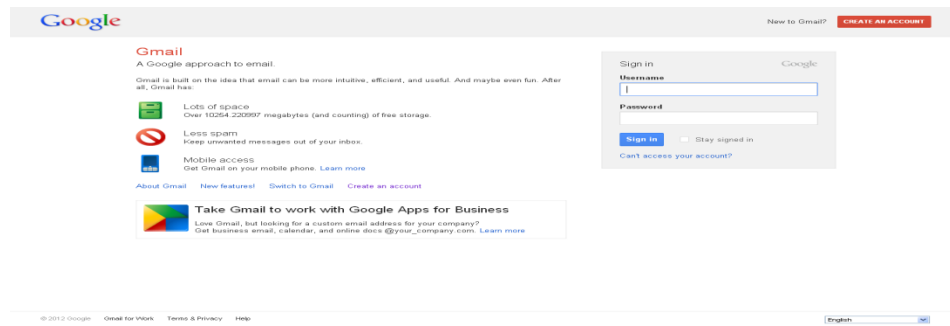 Google
New to Gmail? CREATE AN ACCOUNT
Gmail
A Google approach to email.
Gmail is built on the idea that email can be more intuitive, efficient, and useful. And maybe even fun. After
all, Gmail has:
Lots of space
Over 10254.220997 megabytes (and counting) of free storage.
Less spam
Keep unwanted messages out of your inbox.
Mobile access
Get Gmail on your mobile phone. Learn more
About Gmail New features! Switch to Gmail Create an account
Take Gmail to work with Google Apps for Business
Love Gmail, but looking for a custom email address for your company?
Get business email, calendar, and online docs @your_company.com. Learn more
Sign in Google
Username
Password
Sign in Stay signed in
Can't access your account?
© 2012 Google Gmail for Work Terms & Privacy Help
English